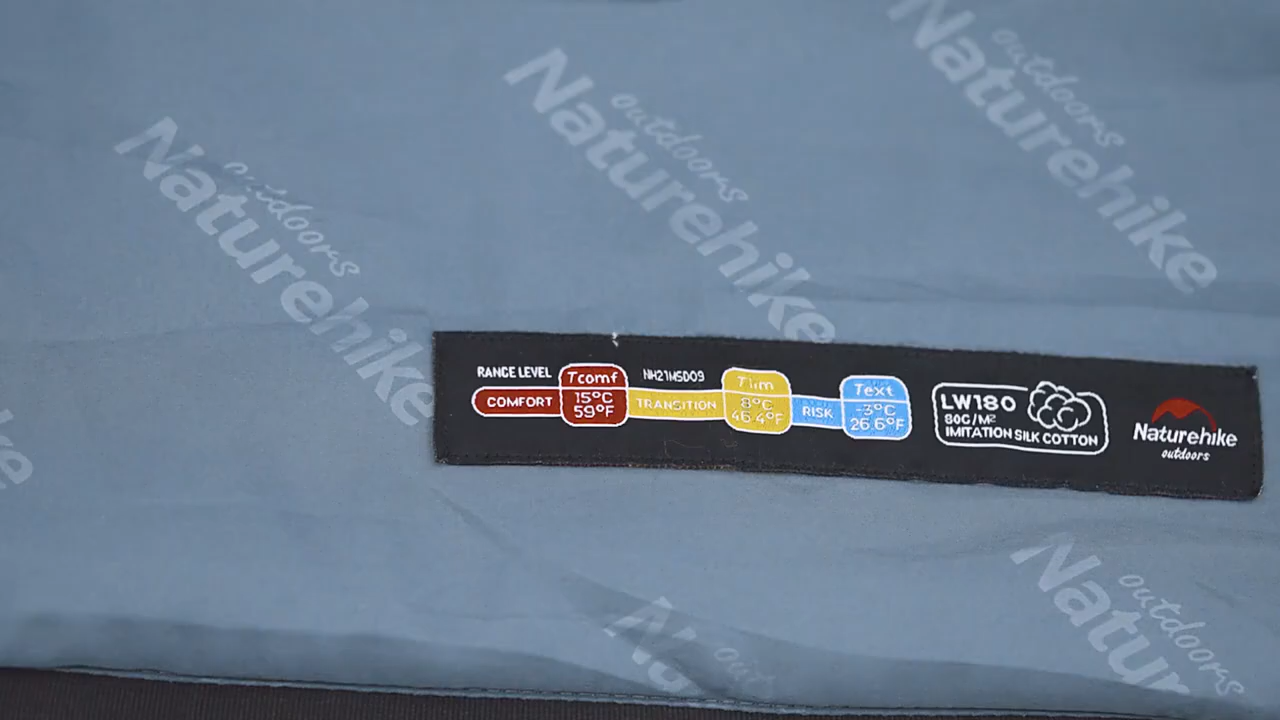 Naturehike
outdoors
Naturehike
outdoors
Naturehike
outdoors
RANCE LEVEL
NH21MSD09
Tcomf
Tlim
Text
COMFORT
15°C
59°F
TRANSITION
8°C
46.4°F
RISK
-3°C
26.6°F
LW180
80G/M²
IMITATION SILK COTTON
Naturehike
outdoors
outdoors
Natur